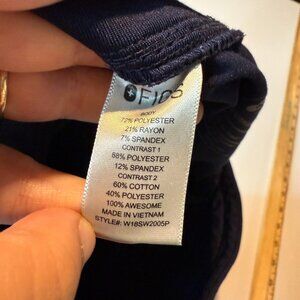 FIGS
BODY
72% POLYESTER
21% RAYON
7% SPANDEX
CONTRAST 1
88% POLYESTER
12% SPANDEX
CONTRAST 2
60% COTTON
40% POLYESTER
100% AWESOME
MADE IN VIETNAM
STYLE#: W18SW2005P